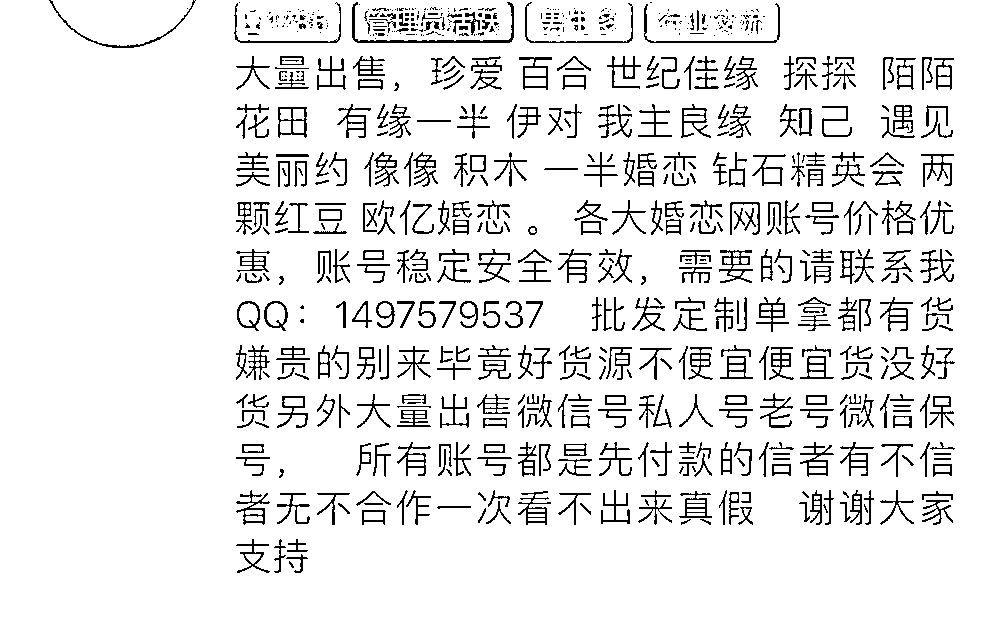 管理员活跃
大量出售，珍爱 百合 世纪佳缘 探探 陌陌
花田 有缘一半 伊对 我主良缘 知己 遇见
美丽约 像像 积木 一半婚恋 钻石精英会 两
颗红豆 欧亿婚恋 。 各大婚恋网账号价格优
惠，账号稳定安全有效，需要的请联系我
QQ：1497579537 批发定制单拿都有货
嫌贵的别来毕竟好货源不便宜便宜货没好
货另外大量出售微信号私人号老号微信保
号， 所有账号都是先付款的信者有不信
者无不合作一次看不出来真假 谢谢大家
支持